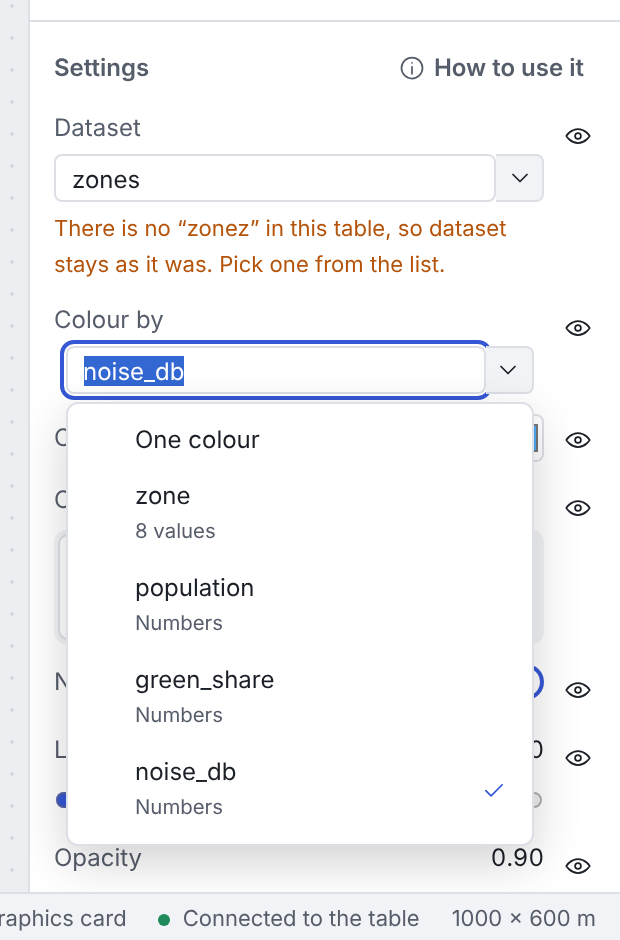 Settings
How to use it
Dataset
zones
There is no “zonez” in this table, so dataset
stays as it was. Pick one from the list.
Colour by
noise_db
One colour
zone
8 values
population
Numbers
green_share
Numbers
noise_db
Numbers
Opacity
0.90
Connected to the table
1000 × 600 m